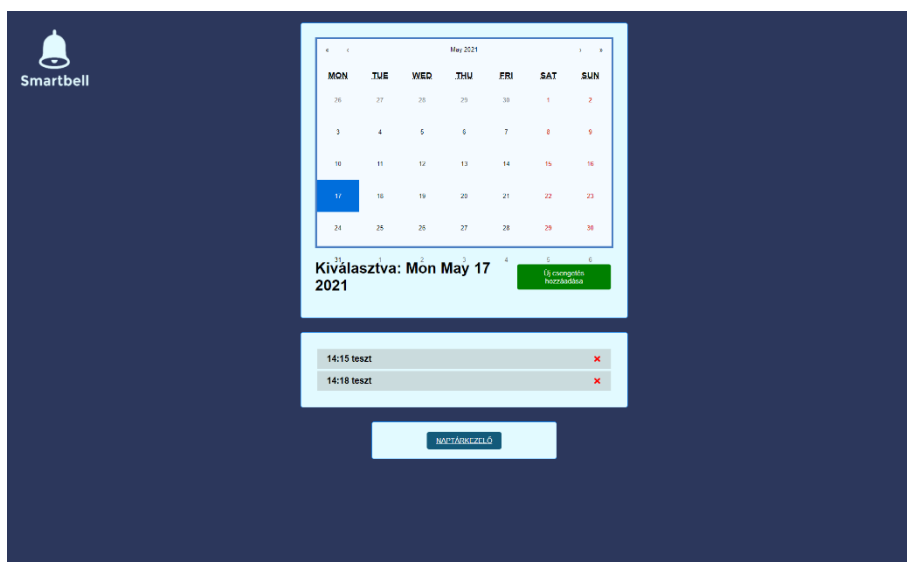 Smartbell
« ‹ May 2021 › »
MON TUE WED THU FRI SAT SUN
26 27 28 29 30 1 2
3 4 5 6 7 8 9
10 11 12 13 14 15 16
17 18 19 20 21 22 23
24 25 26 27 28 29 30
31 1 2 3 4 5 6
Kiválasztva: Mon May 17
2021
Új csengetés
hozzáadása
14:15 teszt
14:18 teszt
NAPTÁRKEZELŐ